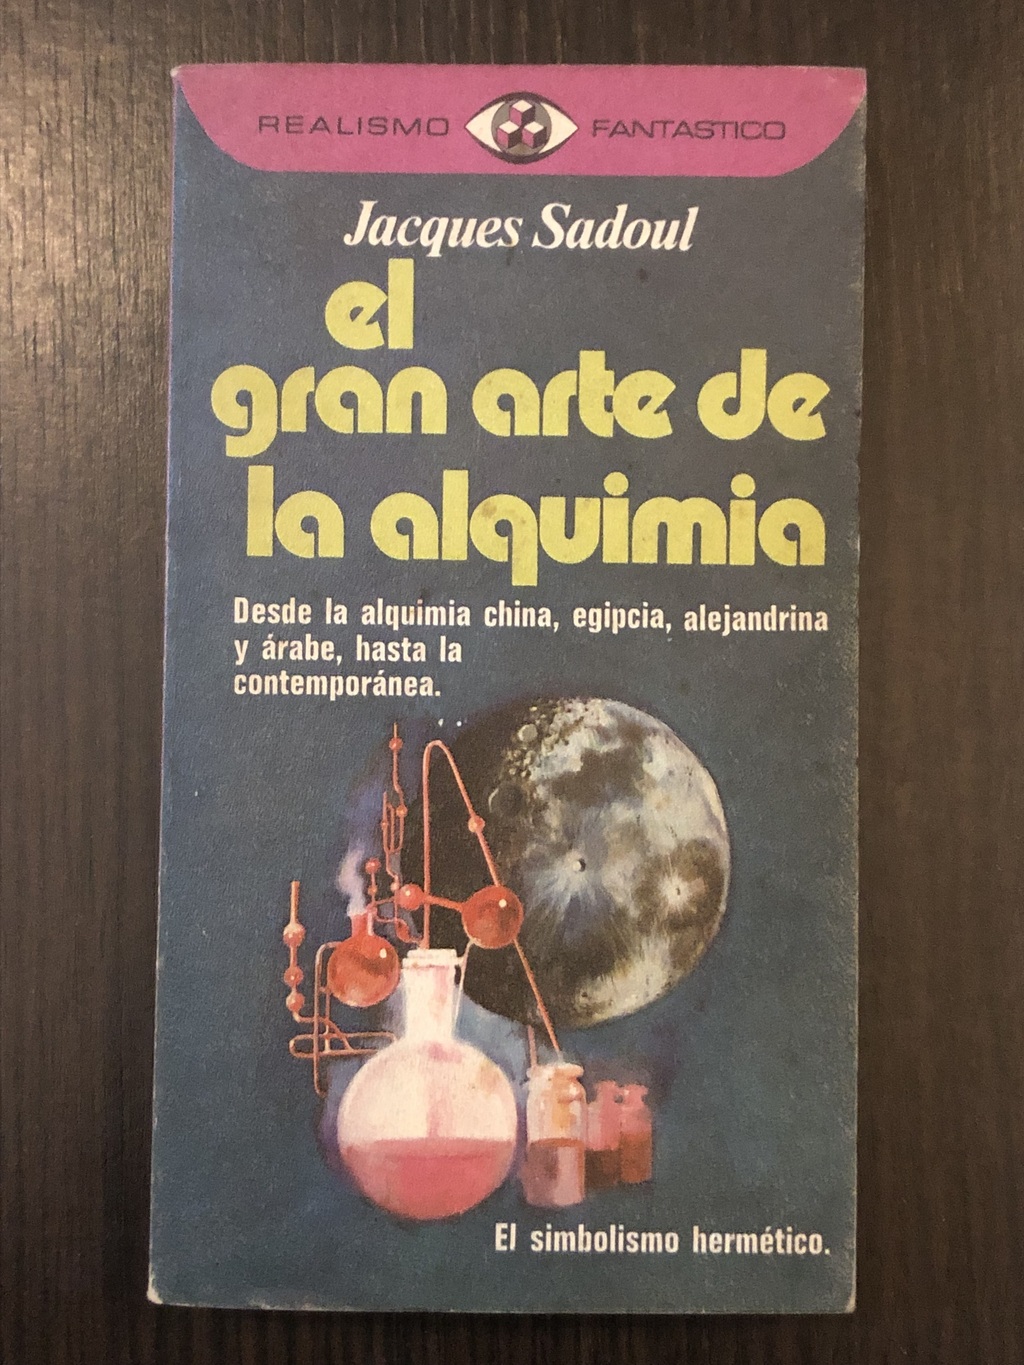 REALISMO FANTASTICO
Jacques Sadoul
el
gran arte de
la alquimia
Desde la alquimia china, egipcia, alejandrina
y árabe, hasta la
contemporánea.
El simbolismo hermético.